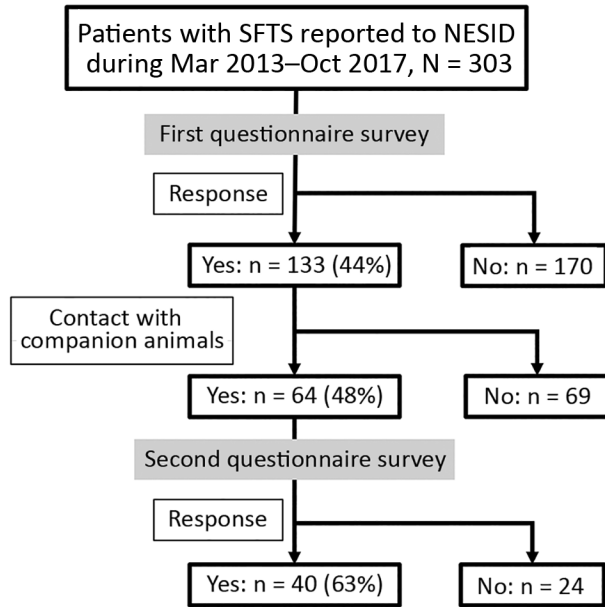 Patients with SFTS reported to NESID
during Mar 2013–Oct 2017, N = 303
First questionnaire survey
Response
Yes: n = 133 (44%)
No: n = 170
Contact with
companion animals
Yes: n = 64 (48%)
No: n = 69
Second questionnaire survey
Response
Yes: n = 40 (63%)
No: n = 24